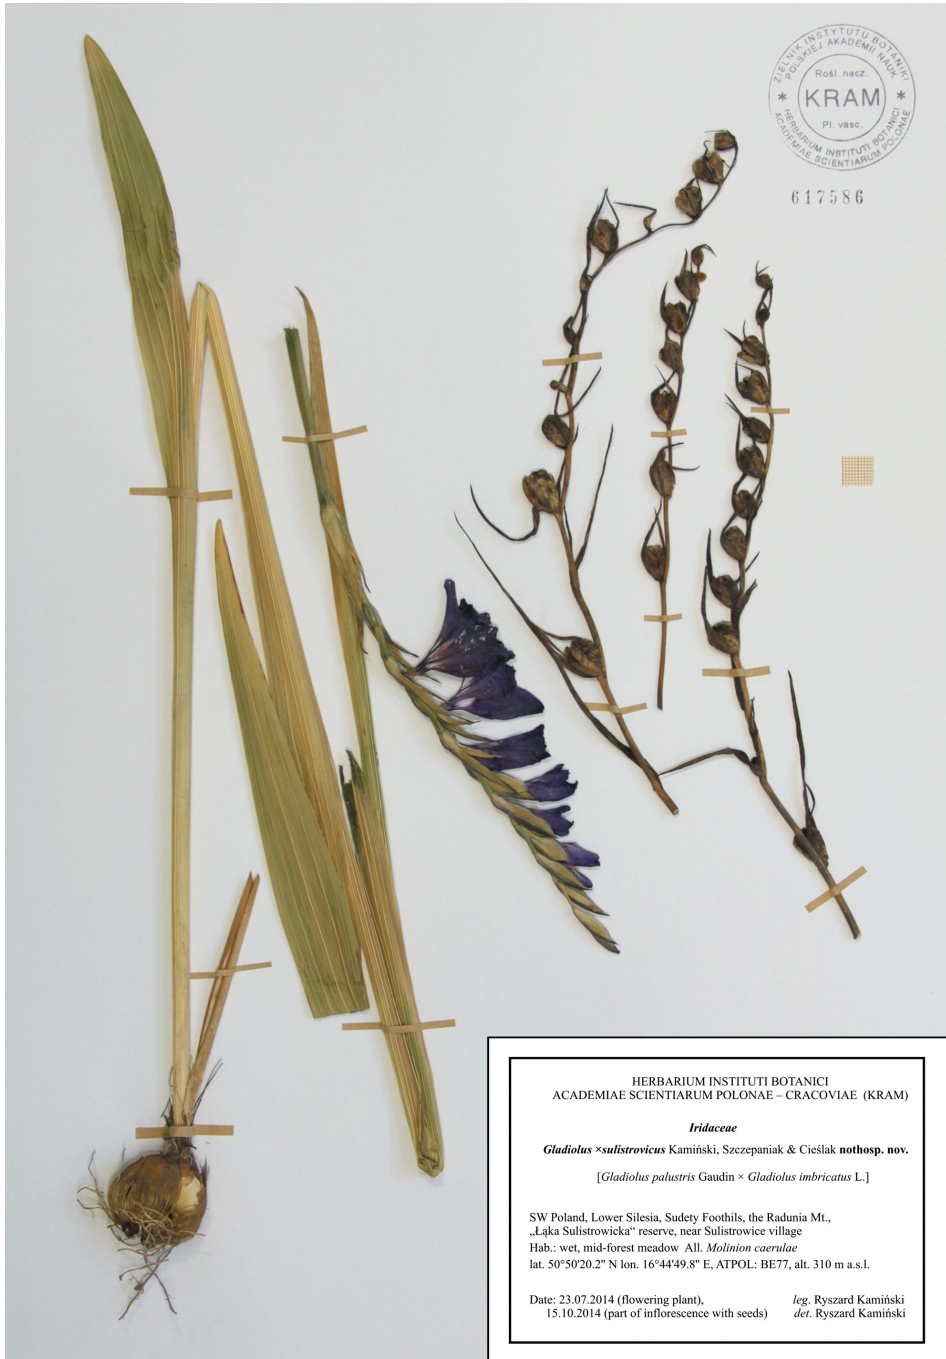 ZIELNIK INSTYTUTU BOTANIKI
POLSKIEJ AKADEMII NAUK
Rośl. nacz.
* KRAM *
Pl. vasc.
HERBARIUM INSTITUTI BOTANICI
ACADEMIAE SCIENTIARUM POLONAE
617586
HERBARIUM INSTITUTI BOTANICI
ACADEMIAE SCIENTIARUM POLONAE – CRACOVIAE (KRAM)
Iridaceae
Gladiolus ×sulistrovicus Kamiński, Szczepaniak & Cieślak nothosp. nov.
[Gladiolus palustris Gaudin × Gladiolus imbricatus L.]
SW Poland, Lower Silesia, Sudety Foothils, the Radunia Mt.,
„Łąka Sulistrowicka“ reserve, near Sulistrowice village
Hab.: wet, mid-forest meadow All. Molinion caerulae
lat. 50°50'20.2" N lon. 16°44'49.8" E, ATPOL: BE77, alt. 310 m a.s.l.
Date: 23.07.2014 (flowering plant), leg. Ryszard Kamiński
15.10.2014 (part of inflorescence with seeds) det. Ryszard Kamiński